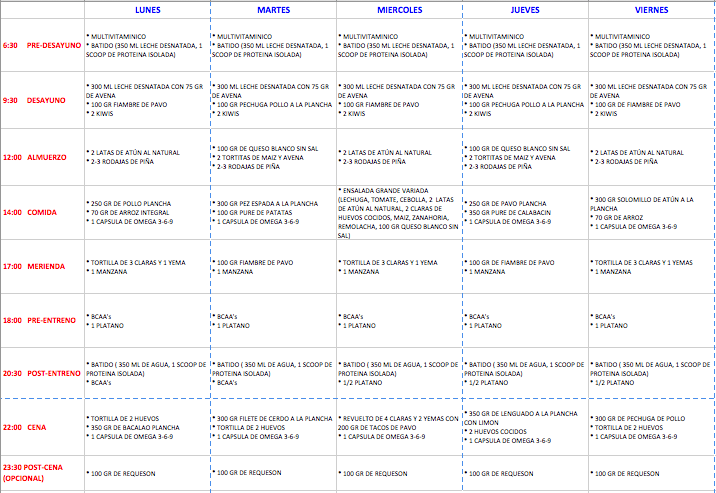 LUNES
MARTES
MIERCOLES
JUEVES
VIERNES
6:30 PRE-DESAYUNO
* MULTIVITAMINICO
* BATIDO (350 ML LECHE DESNATADA, 1
SCOOP DE PROTEINA ISOLADA)
* MULTIVITAMINICO
* BATIDO (350 ML LECHE DESNATADA, 1
SCOOP DE PROTEINA ISOLADA)
* MULTIVITAMINICO
* BATIDO (350 ML LECHE DESNATADA, 1
SCOOP DE PROTEINA ISOLADA)
* MULTIVITAMINICO
* BATIDO (350 ML LECHE DESNATADA, 1
SCOOP DE PROTEINA ISOLADA)
* MULTIVITAMINICO
* BATIDO (350 ML LECHE DESNATADA, 1
SCOOP DE PROTEINA ISOLADA)
9:30 DESAYUNO
* 300 ML LECHE DESNATADA CON 75 GR
DE AVENA
* 100 GR FIAMBRE DE PAVO
* 2 KIWIS
* 300 ML LECHE DESNATADA CON 75 GR
DE AVENA
* 100 GR PECHUGA POLLO A LA PLANCHA
* 2 KIWIS
* 300 ML LECHE DESNATADA CON 75 GR
DE AVENA
* 100 GR FIAMBRE DE PAVO
* 2 KIWIS
* 300 ML LECHE DESNATADA CON 75 GR
DE AVENA
* 100 GR PECHUGA POLLO A LA PLANCHA
* 2 KIWIS
* 300 ML LECHE DESNATADA CON 75 GR
DE AVENA
* 100 GR DE FIAMBRE DE PAVO
* 2 KIWIS
12:00 ALMUERZO
* 2 LATAS DE ATÚN AL NATURAL
* 2-3 RODAJAS DE PIÑA
* 100 GR DE QUESO BLANCO SIN SAL
* 2 TORTITAS DE MAIZ Y AVENA
* 2-3 RODAJAS DE PIÑA
* 2 LATAS DE ATÚN AL NATURAL
* 2-3 RODAJAS DE PIÑA
* 100 GR DE QUESO BLANCO SIN SAL
* 2 TORTITAS DE MAIZ Y AVENA
* 2-3 RODAJAS DE PIÑA
* 2 LATAS DE ATÚN AL NATURAL
* 2-3 RODAJAS DE PIÑA
14:00 COMIDA
* 250 GR DE POLLO PLANCHA
* 70 GR DE ARROZ INTEGRAL
* 1 CAPSULA DE OMEGA 3-6-9
* 300 GR PEZ ESPADA A LA PLANCHA
* 100 GR PURE DE PATATAS
* 1 CAPSULA DE OMEGA 3-6-9
* ENSALADA GRANDE VARIADA
(LECHUGA, TOMATE, CEBOLLA, 2 LATAS
DE ATÚN AL NATURAL, 2 CLARAS DE
HUEVOS COCIDOS, MAIZ, ZANAHORIA,
REMOLACHA, 100 GR QUESO BLANCO SIN
SAL)
* 250 GR DE PAVO PLANCHA
* 350 GR PURE DE CALABACIN
* 1 CAPSULA DE OMEGA 3-6-9
* 300 GR SOLOMILLO DE ATÚN A LA
PLANCHA
* 70 GR DE ARROZ
* 1 CAPSULA DE OMEGA 3-6-9
17:00 MERIENDA
* TORTILLA DE 3 CLARAS Y 1 YEMA
* 1 MANZANA
* 100 GR FIAMBRE DE PAVO
* 1 MANZANA
* TORTILLA DE 3 CLARAS Y 1 YEMA
* 1 MANZANA
* 100 GR DE FIAMBRE DE PAVO
* 1 MANZANA
* TORTILLA DE 3 CLARAS Y 1 YEMAS
* 1 MANZANA
18:00 PRE-ENTRENO
* BCAA's
* 1 PLATANO
* BCAA's
* 1 PLATANO
* BCAA's
* 1 PLATANO
* BCAA's
* 1 PLATANO
* BCAA's
* 1 PLATANO
20:30 POST-ENTRENO
* BATIDO ( 350 ML DE AGUA, 1 SCOOP DE
PROTEINA ISOLADA)
* BCAA's
* BATIDO ( 350 ML DE AGUA, 1 SCOOP DE
PROTEINA ISOLADA)
* BCAA's
* BATIDO ( 350 ML DE AGUA, 1 SCOOP DE
PROTEINA ISOLADA)
* 1/2 PLATANO
* BATIDO ( 350 ML DE AGUA, 1 SCOOP DE
PROTEINA ISOLADA)
* 1/2 PLATANO
* BATIDO ( 350 ML DE AGUA, 1 SCOOP DE
PROTEINA ISOLADA)
* 1/2 PLATANO
22:00 CENA
* TORTILLA DE 2 HUEVOS
* 350 GR DE BACALAO PLANCHA
* 1 CAPSULA DE OMEGA 3-6-9
* 300 GR FILETE DE CERDO A LA PLANCHA
* TORTILLA DE 2 HUEVOS
* 1 CAPSULA DE OMEGA 3-6-9
* REVUELTO DE 4 CLARAS Y 2 YEMAS CON
200 GR DE TACOS DE PAVO
* 1 CAPSULA DE OMEGA 3-6-9
* 350 GR DE LENGUADO A LA PLANCHA
CON LIMON
* 2 HUEVOS COCIDOS
* 1 CAPSULA DE OMEGA 3-6-9
* 300 GR DE PECHUGA DE POLLO
* TORTILLA DE 2 HUEVOS
* 1 CAPSULA DE OMEGA 3-6-9
23:30 POST-CENA
(OPCIONAL)
* 100 GR DE REQUESON
* 100 GR DE REQUESON
* 100 GR DE REQUESON
* 100 GR DE REQUESON
* 100 GR DE REQUESON